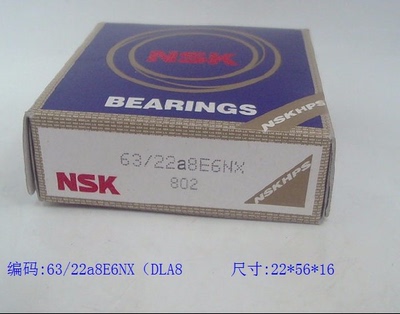 NSK
BEARINGS
NSKHPS
63/22a8E6NX
802
NSK
NSKHPS
编码:63/22a8E6NX（DLA8 尺寸:22*56*16